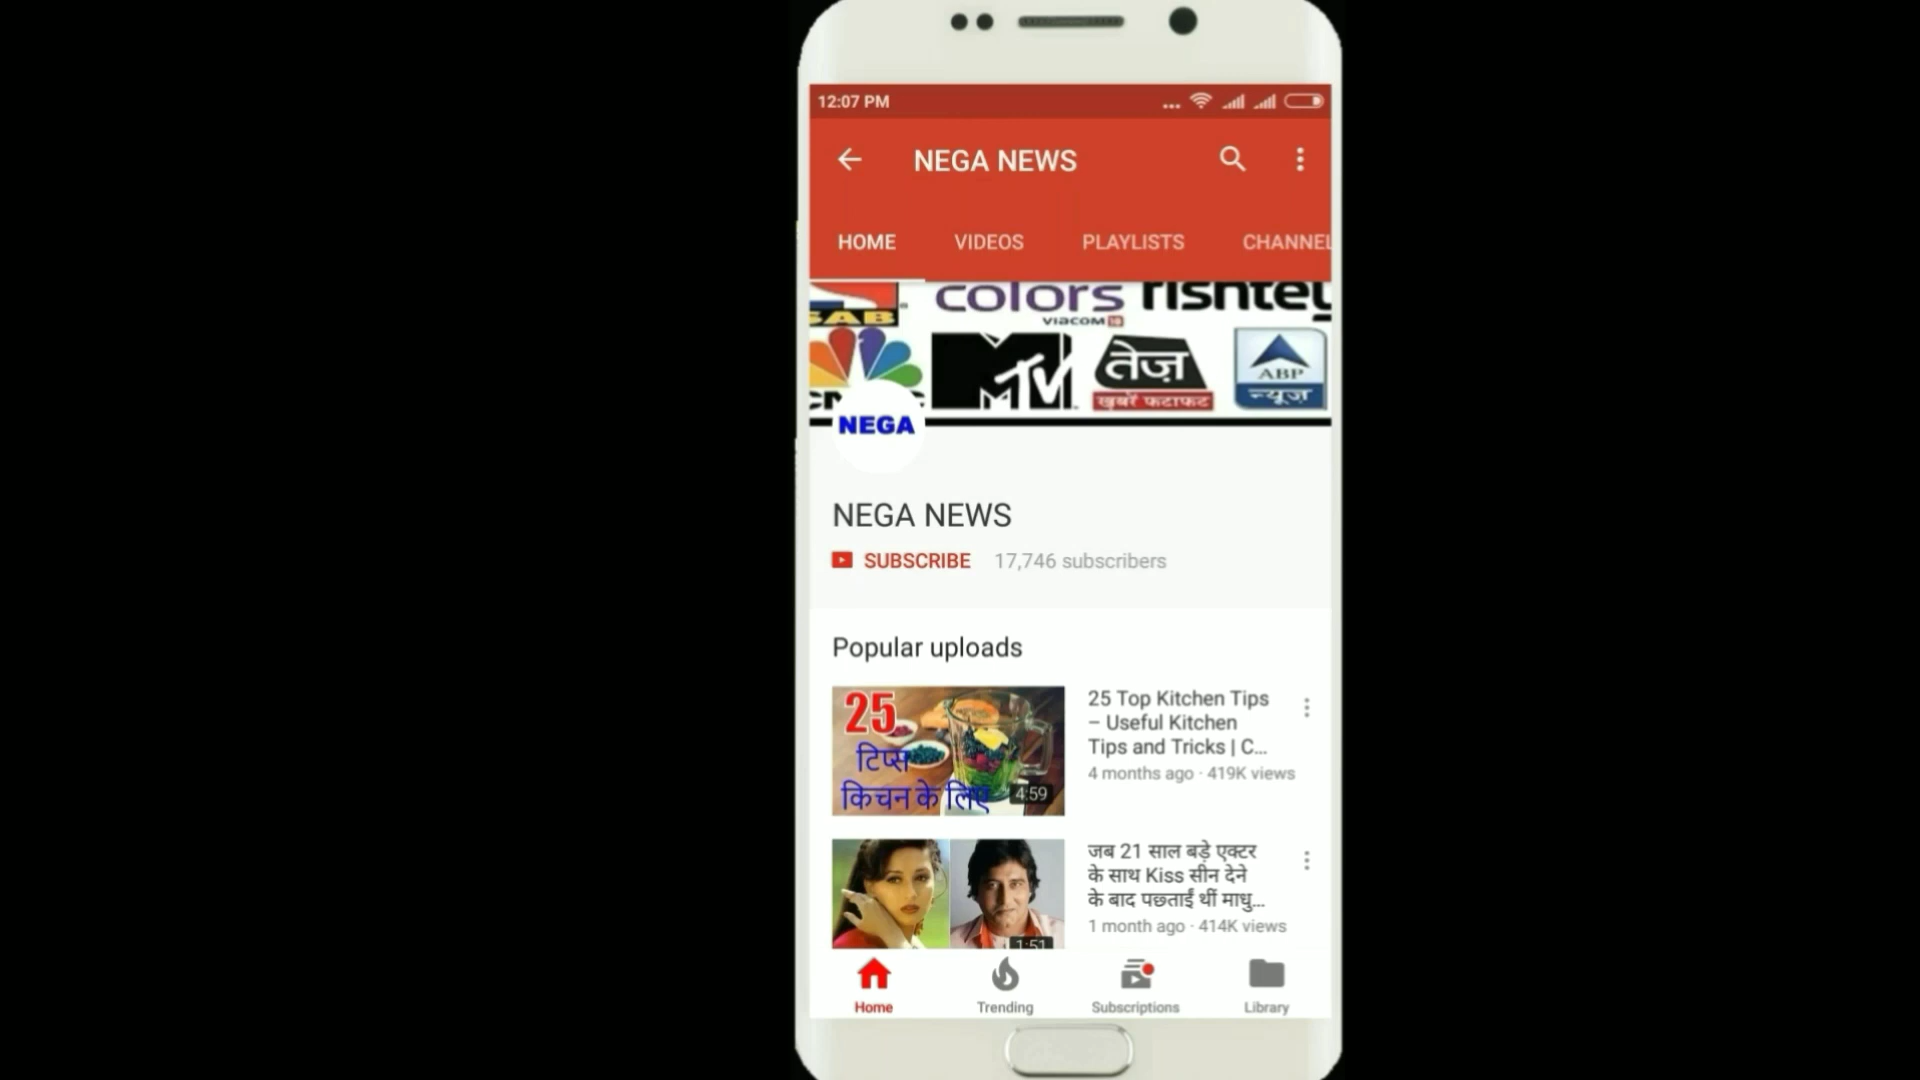 12:07 PM
NEGA NEWS
HOME VIDEOS PLAYLISTS CHANNEL
SAB colors rishtey
VIACOM 18
MTV तेज़ ABP
ख़बरें फटाफट न्यूज़
NEGA
NEGA NEWS
SUBSCRIBE 17,746 subscribers
Popular uploads
25
टिप्स
किचन के लिए
4:59
25 Top Kitchen Tips
– Useful Kitchen
Tips and Tricks | C...
4 months ago · 419K views
जब 21 साल बड़े एक्टर
के साथ Kiss सीन देने
के बाद पछताईं थीं माधु...
1 month ago · 414K views
1:51
Home Trending Subscriptions Library